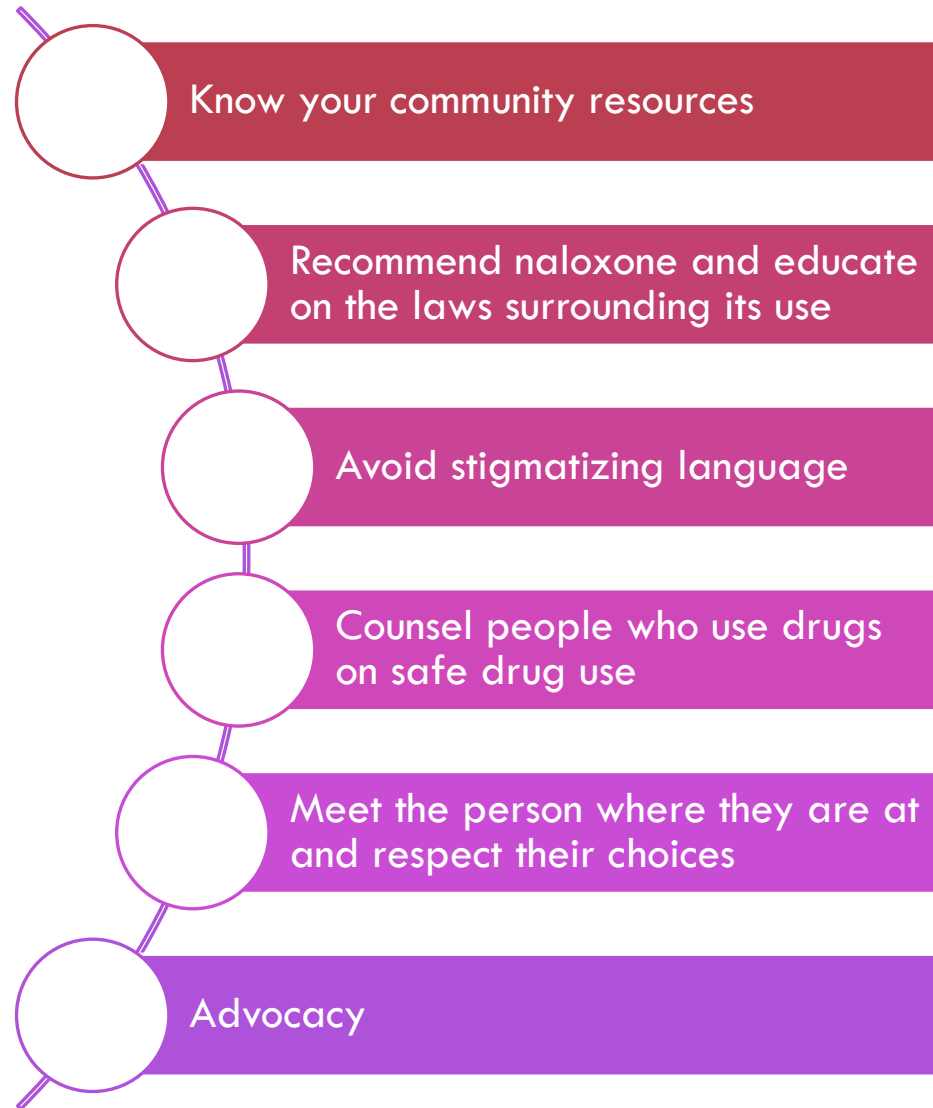 Know your community resources
Recommend naloxone and educate
on the laws surrounding its use
Avoid stigmatizing language
Counsel people who use drugs
on safe drug use
Meet the person where they are at
and respect their choices
Advocacy